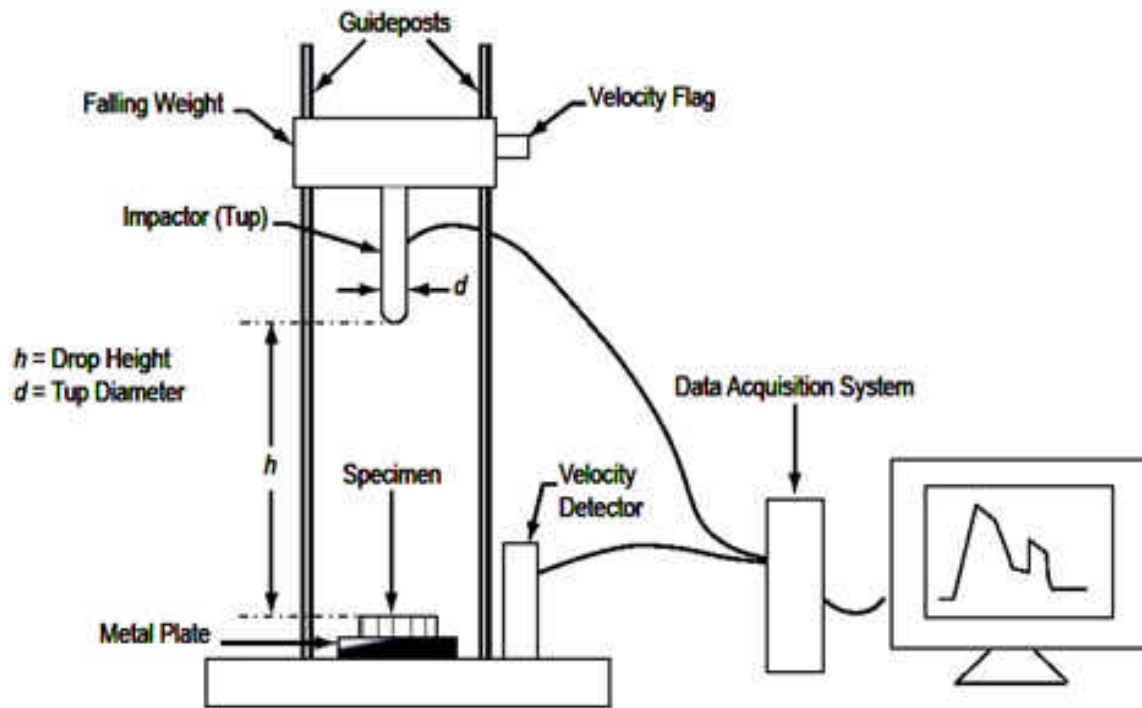 Guideposts
Falling Weight
Velocity Flag
Impactor (Tup)
d
h = Drop Height
d = Tup Diameter
Data Acquisition System
h
Specimen
Velocity
Detector
Metal Plate